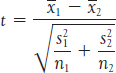 t = (x̄₁ − x̄₂) / √(s₁²/n₁ + s₂²/n₂)